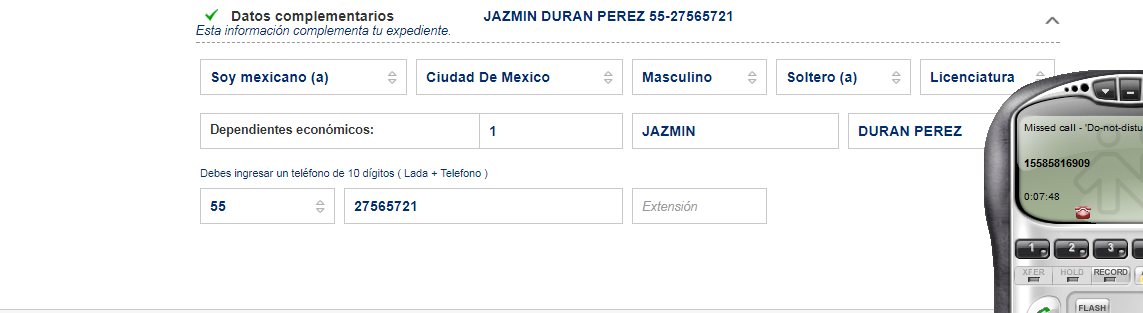 Datos complementarios JAZMIN DURAN PEREZ 55-27565721
Esta información complementa tu expediente.
Soy mexicano (a) Ciudad De Mexico Masculino Soltero (a) Licenciatura
Dependientes económicos: 1 JAZMIN DURAN PEREZ
Debes ingresar un teléfono de 10 dígitos ( Lada + Telefono )
55 27565721 Extensión
Missed call - 'Do-not-distu
15585816909
0:07:48
1 2 3
XFER HOLD RECORD
FLASH